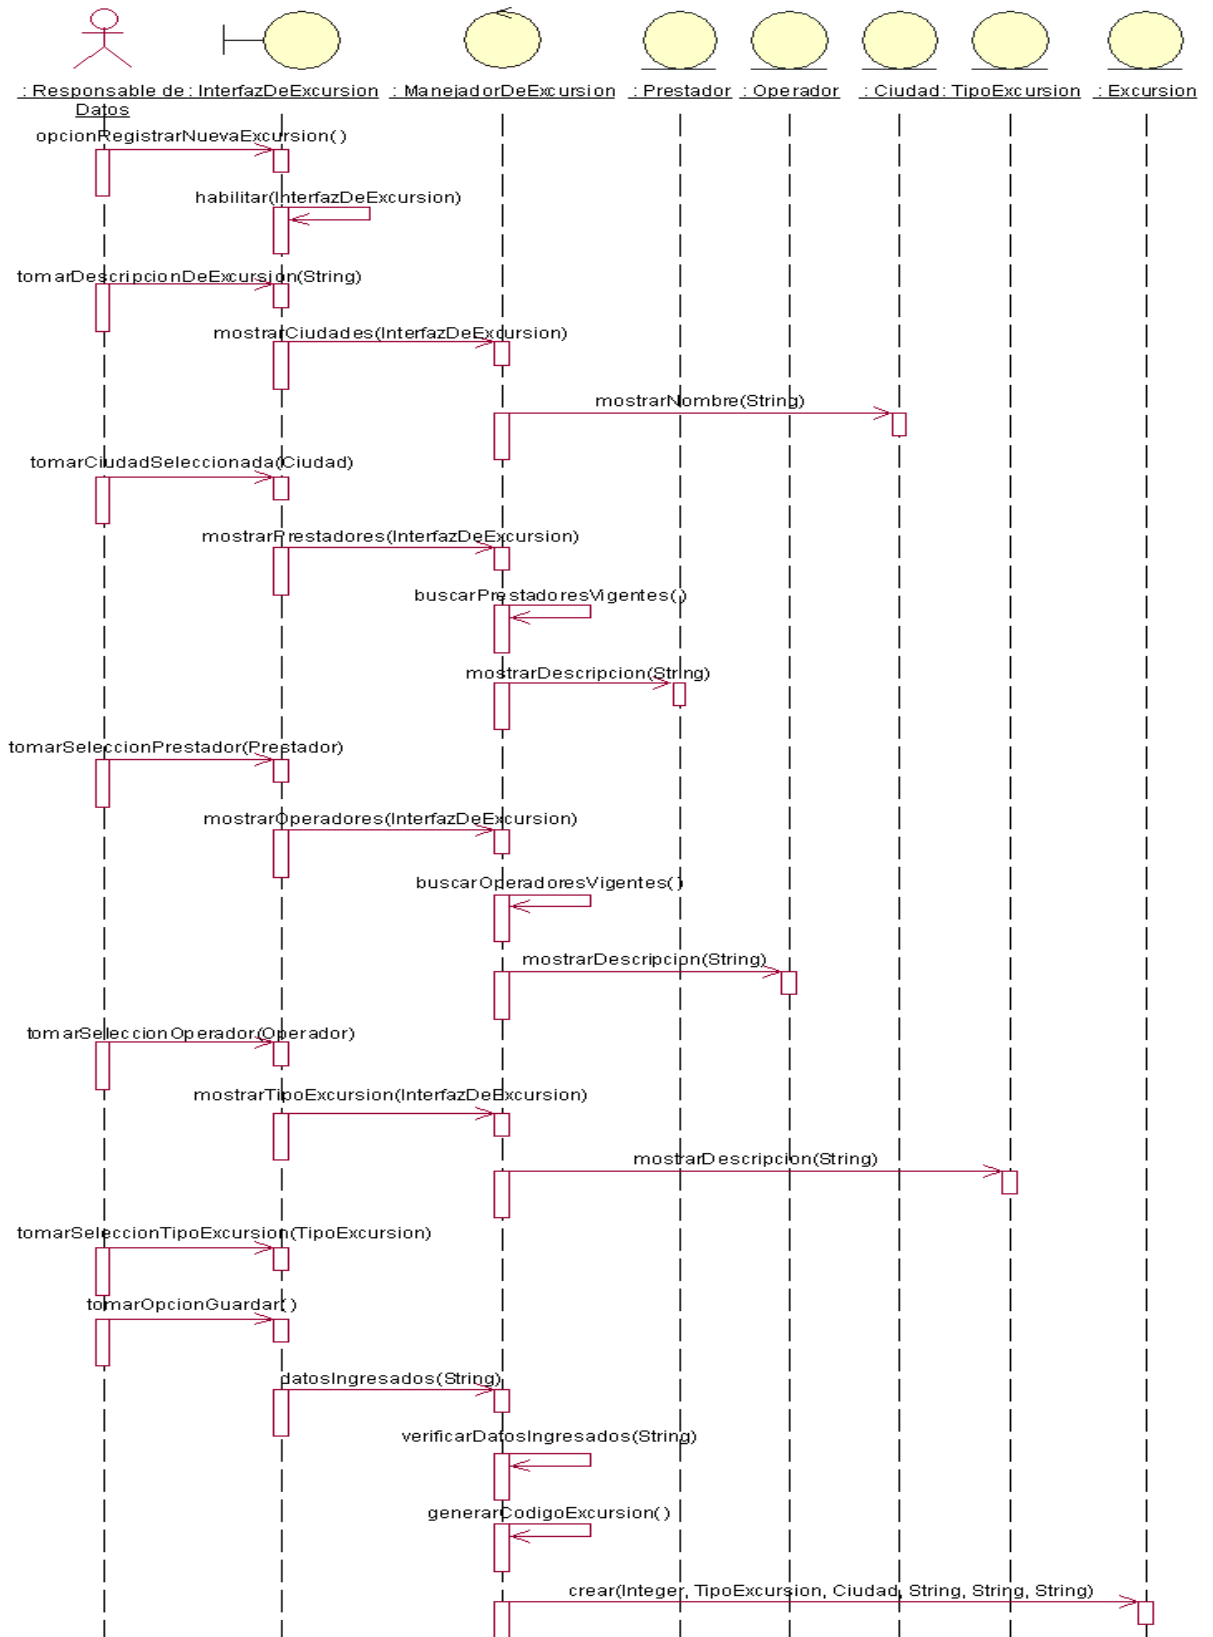 : Responsable de : InterfazDeExcursion : ManejadorDeExcursion : Prestador : Operador : Ciudad : TipoExcursion : Excursion
Datos
opcionRegistrarNuevaExcursion( )
habilitar(InterfazDeExcursion)
tomarDescripcionDeExcursion(String)
mostrarCiudades(InterfazDeExcursion)
mostrarNombre(String)
tomarCiudadSeleccionada(Ciudad)
mostrarPrestadores(InterfazDeExcursion)
buscarPrestadoresVigentes( )
mostrarDescripcion(String)
tomarSeleccionPrestador(Prestador)
mostrarOperadores(InterfazDeExcursion)
buscarOperadoresVigentes( )
mostrarDescripcion(String)
tomarSeleccionOperador(Operador)
mostrarTipoExcursion(InterfazDeExcursion)
mostrarDescripcion(String)
tomarSeleccionTipoExcursion(TipoExcursion)
tomarOpcionGuardar( )
datosIngresados(String)
verificarDatosIngresados(String)
generarCodigoExcursion( )
crear(Integer, TipoExcursion, Ciudad, String, String, String)